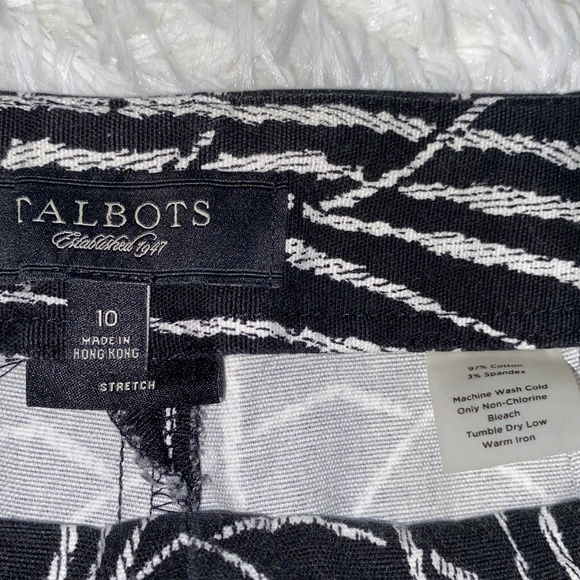 TALBOTS
Established 1947
10
MADE IN
HONG KONG
STRETCH
97% Cotton
3% Spandex
Machine Wash Cold
Only Non-Chlorine
Bleach
Tumble Dry Low
Warm Iron